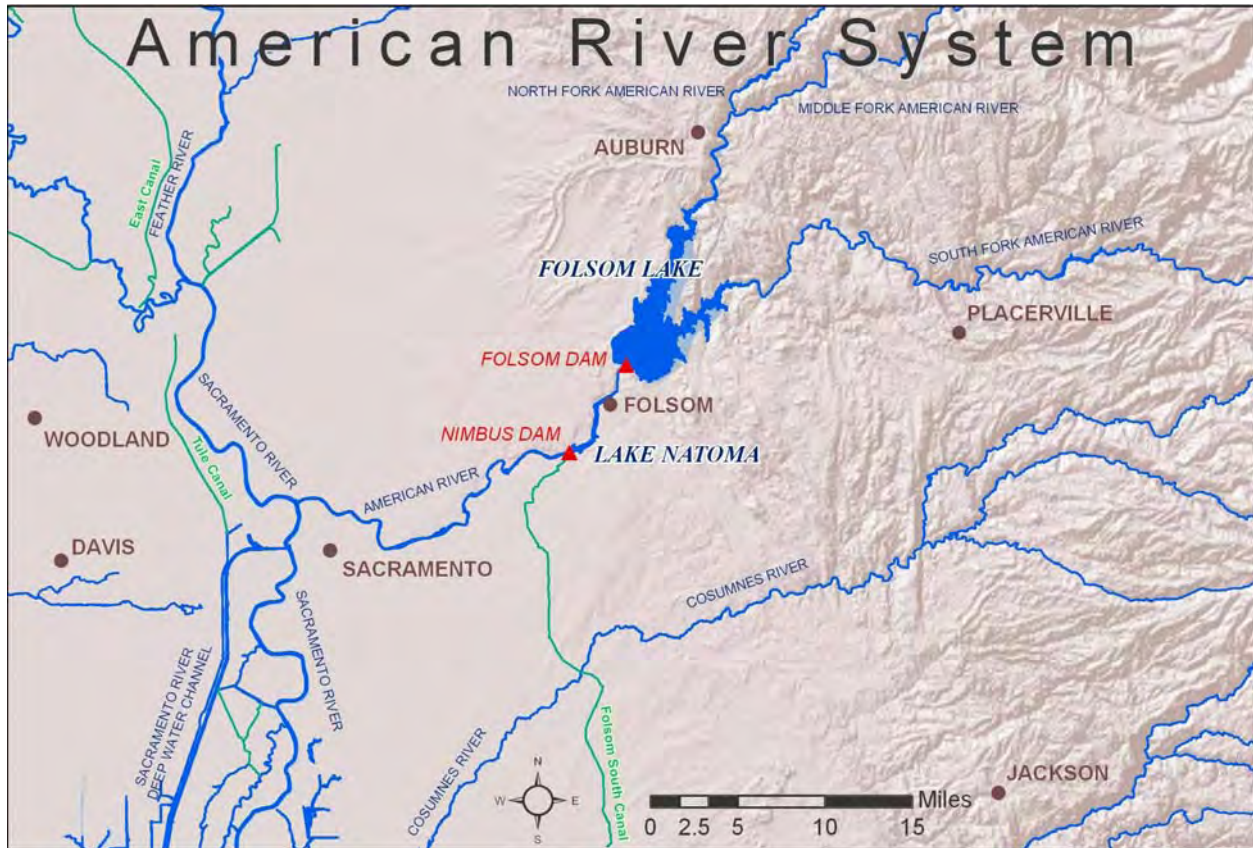 American River System
NORTH FORK AMERICAN RIVER
MIDDLE FORK AMERICAN RIVER
AUBURN
East Canal
FEATHER RIVER
SOUTH FORK AMERICAN RIVER
FOLSOM LAKE
PLACERVILLE
FOLSOM DAM
SACRAMENTO RIVER
FOLSOM
WOODLAND
NIMBUS DAM
LAKE NATOMA
Tule Canal
AMERICAN RIVER
DAVIS
SACRAMENTO
COSUMNES RIVER
SACRAMENTO RIVER
SACRAMENTO RIVER
DEEP WATER CHANNEL
Folsom South Canal
COSUMNES RIVER
N
W E
S
JACKSON
Miles
0 2.5 5 10 15